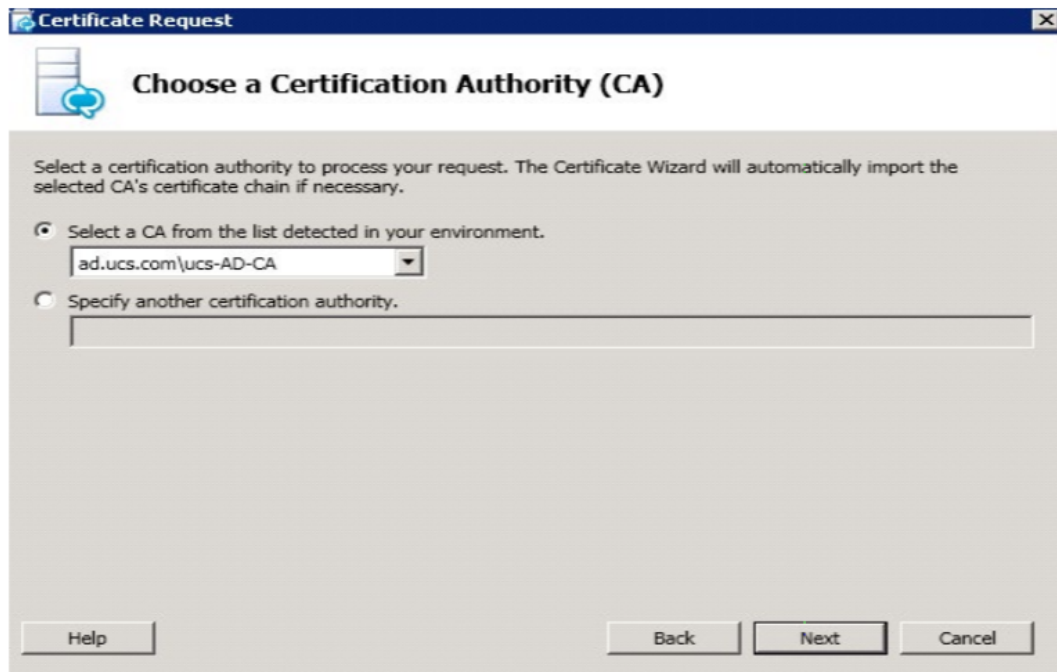 Certificate Request
Choose a Certification Authority (CA)
Select a certification authority to process your request. The Certificate Wizard will automatically import the
selected CA's certificate chain if necessary.
Select a CA from the list detected in your environment.
ad.ucs.com\ucs-AD-CA
Specify another certification authority.
Help Back Next Cancel